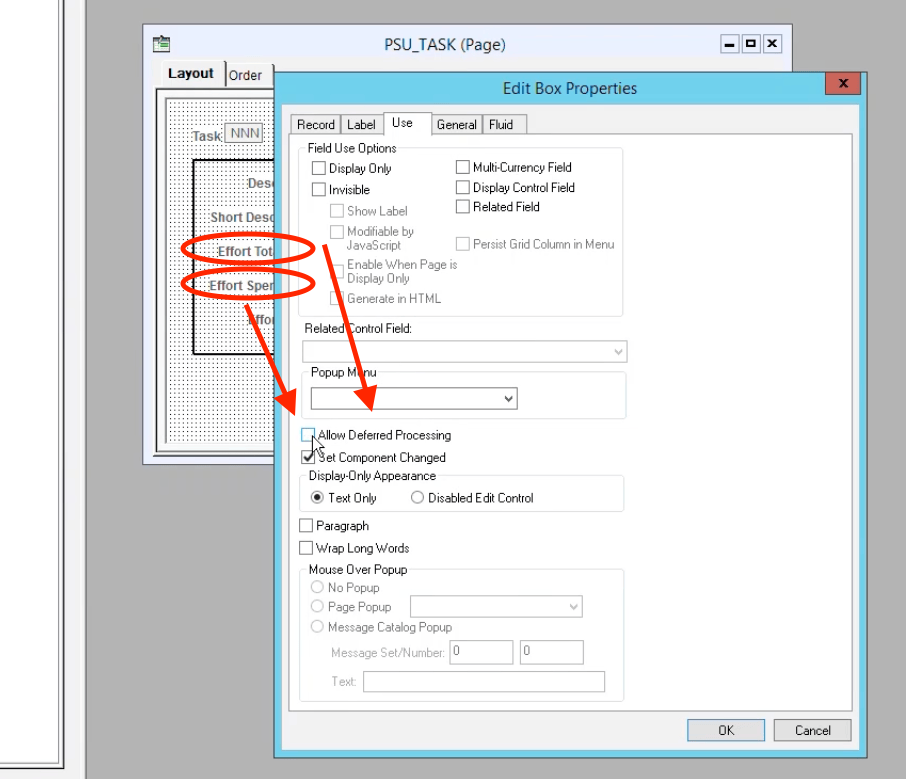 PSU_TASK (Page)
Layout
Order
Edit Box Properties
Task
NNN
Short Desc
Effort Tot
Effort Spen
Record
Label
Use
General
Fluid
Field Use Options
Display Only
Multi-Currency Field
Invisible
Display Control Field
Show Label
Related Field
Modifiable by
JavaScript
Persist Grid Column in Menu
Enable When Page is
Display Only
Generate in HTML
Related Control Field:
Popup Menu
Allow Deferred Processing
Set Component Changed
Display-Only Appearance
Text Only
Disabled Edit Control
Paragraph
Wrap Long Words
Mouse Over Popup
No Popup
Page Popup
Message Catalog Popup
Message Set/Number:
0
0
Text:
OK
Cancel